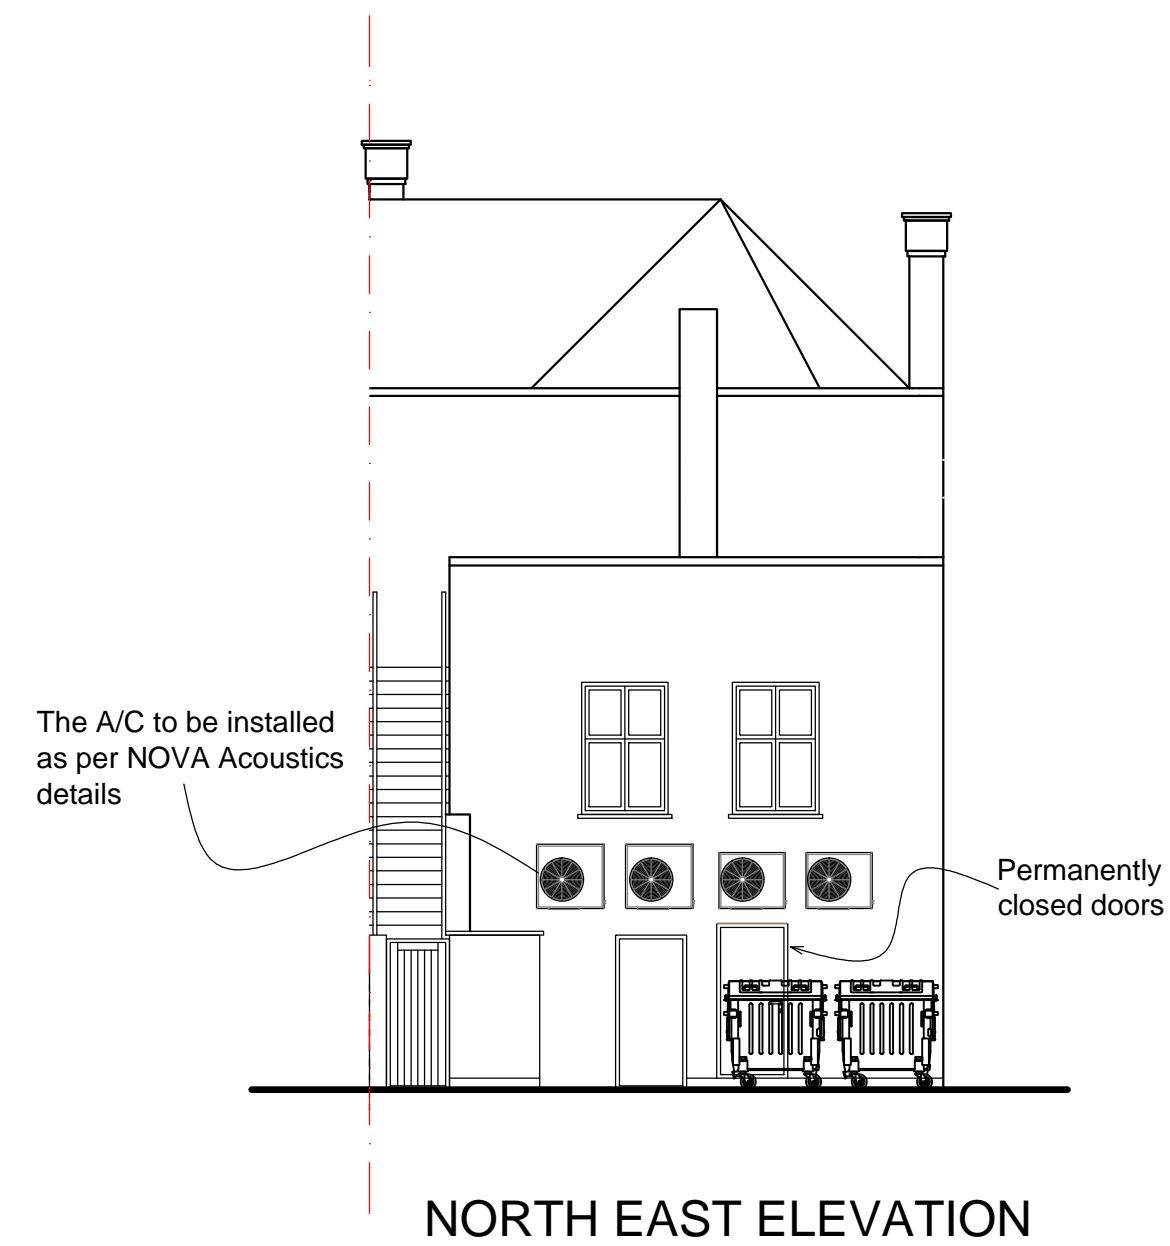 The A/C to be installed
as per NOVA Acoustics
details
Permanently
closed doors
NORTH EAST ELEVATION